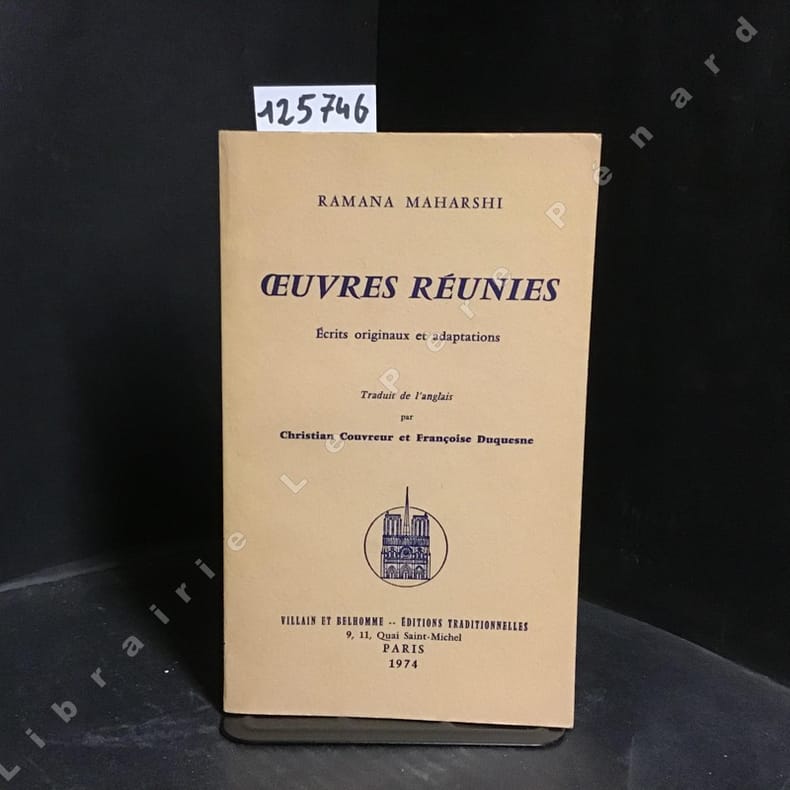 125746
RAMANA MAHARSHI
ŒUVRES RÉUNIES
Écrits originaux et adaptations
Traduit de l'anglais
par
Christian Couvreur et Françoise Duquesne
VILLAIN ET BELHOMME -- ÉDITIONS TRADITIONNELLES
9, 11, Quai Saint-Michel
PARIS
1974
Librairie Le Père Pénard